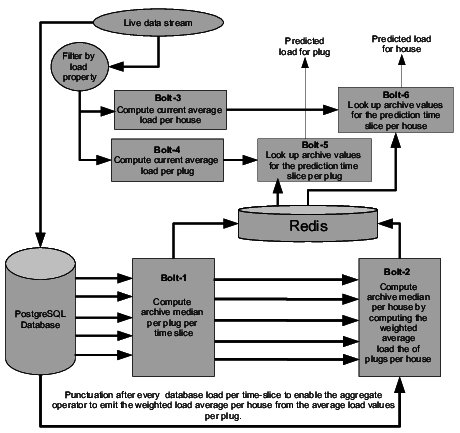 Live data stream
Predicted
load for plug
Predicted load
for house
Filter by
load
property
Bolt-3
Compute current average
load per house
Bolt-6
Look up archive values
for the prediction time
slice per house
Bolt-4
Compute current average
load per plug
Bolt-5
Look up archive values
for the prediction time
slice per plug
Redis
PostgreSQL
Database
Bolt-1
Compute
archive median
per plug per
time slice
Bolt-2
Compute
archive median
per house by
computing the
weighted
average
load the of
plugs per house
Punctuation after every database load per time-slice to enable the aggregate
operator to emit the weighted load average per house from the average load values
per plug.